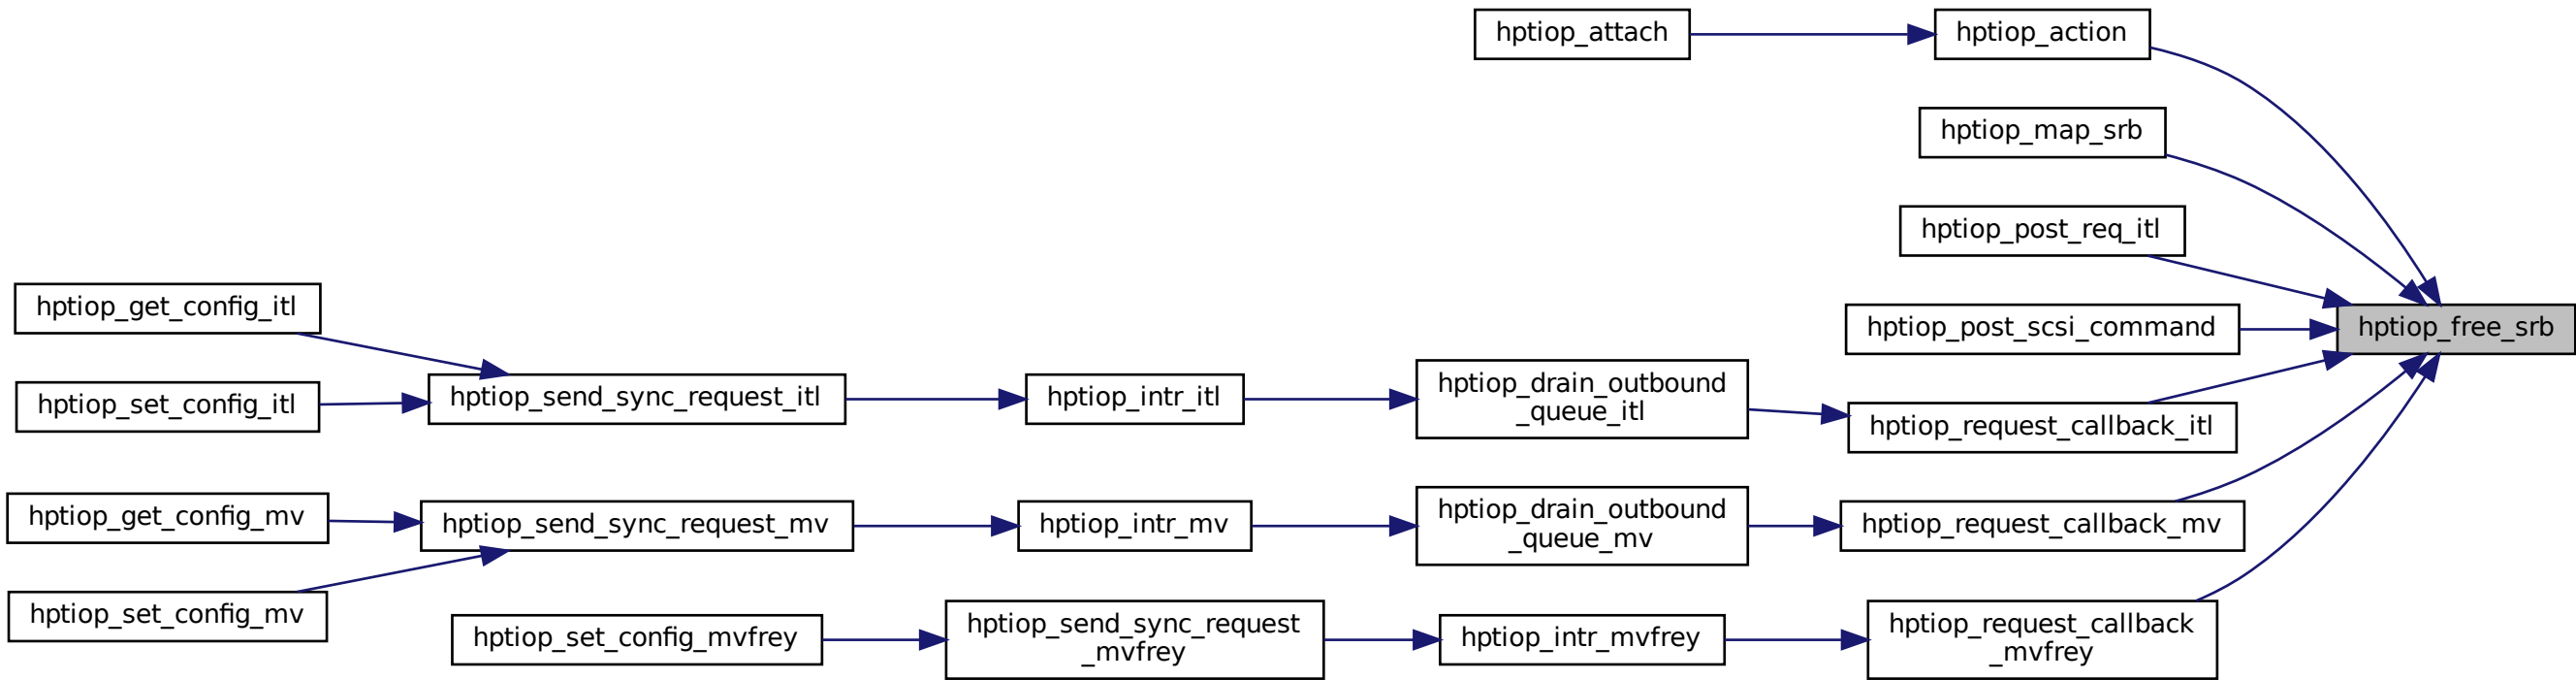 hptiop_attach
hptiop_action
hptiop_map_srb
hptiop_post_req_itl
hptiop_get_config_itl
hptiop_post_scsi_command
hptiop_free_srb
hptiop_set_config_itl
hptiop_send_sync_request_itl
hptiop_intr_itl
hptiop_drain_outbound
_queue_itl
hptiop_request_callback_itl
hptiop_get_config_mv
hptiop_send_sync_request_mv
hptiop_intr_mv
hptiop_drain_outbound
_queue_mv
hptiop_request_callback_mv
hptiop_set_config_mv
hptiop_set_config_mvfrey
hptiop_send_sync_request
_mvfrey
hptiop_intr_mvfrey
hptiop_request_callback
_mvfrey